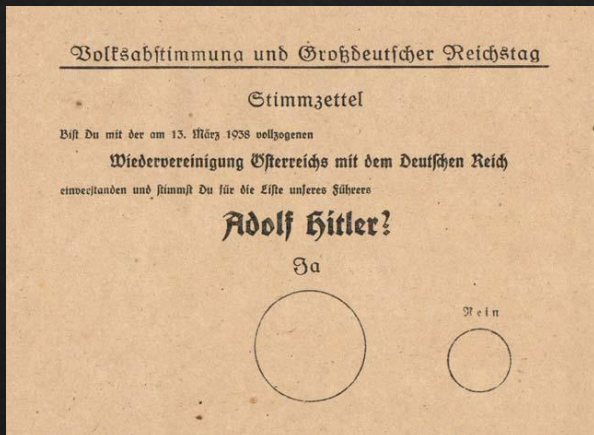 Volksabstimmung und Großdeutscher Reichstag
Stimmzettel
Bist Du mit der am 13. März 1938 vollzogenen
Wiedervereinigung Österreichs mit dem Deutschen Reich
einverstanden und stimmst Du für die Liste unseres Führers
Adolf Hitler?
Ja
Nein